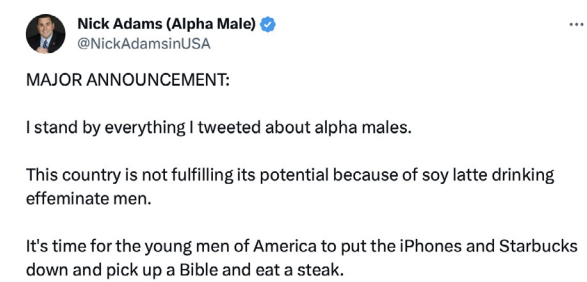 Nick Adams (Alpha Male)
@NickAdamsinUSA
MAJOR ANNOUNCEMENT:
I stand by everything I tweeted about alpha males.
This country is not fulfilling its potential because of soy latte drinking
effeminate men.
It's time for the young men of America to put the iPhones and Starbucks
down and pick up a Bible and eat a steak.